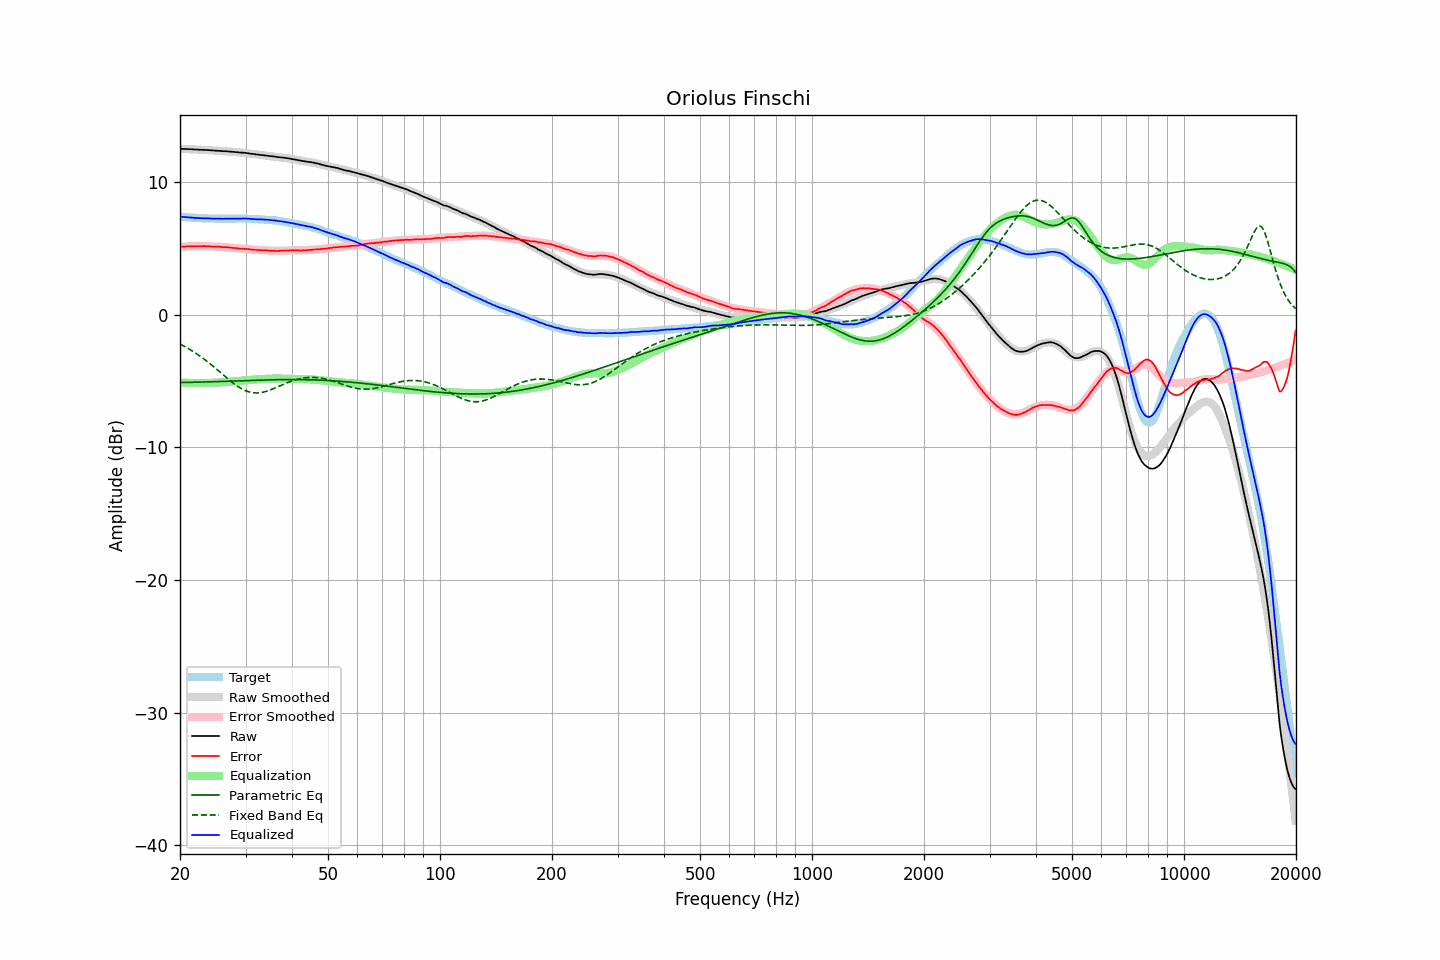 Oriolus Finschi
Amplitude (dBr)
10
0
−10
−20
−30
−40
Target
Raw Smoothed
Error Smoothed
Raw
Error
Equalization
Parametric Eq
Fixed Band Eq
Equalized
20 50 100 200 500 1000 2000 5000 10000 20000
Frequency (Hz)